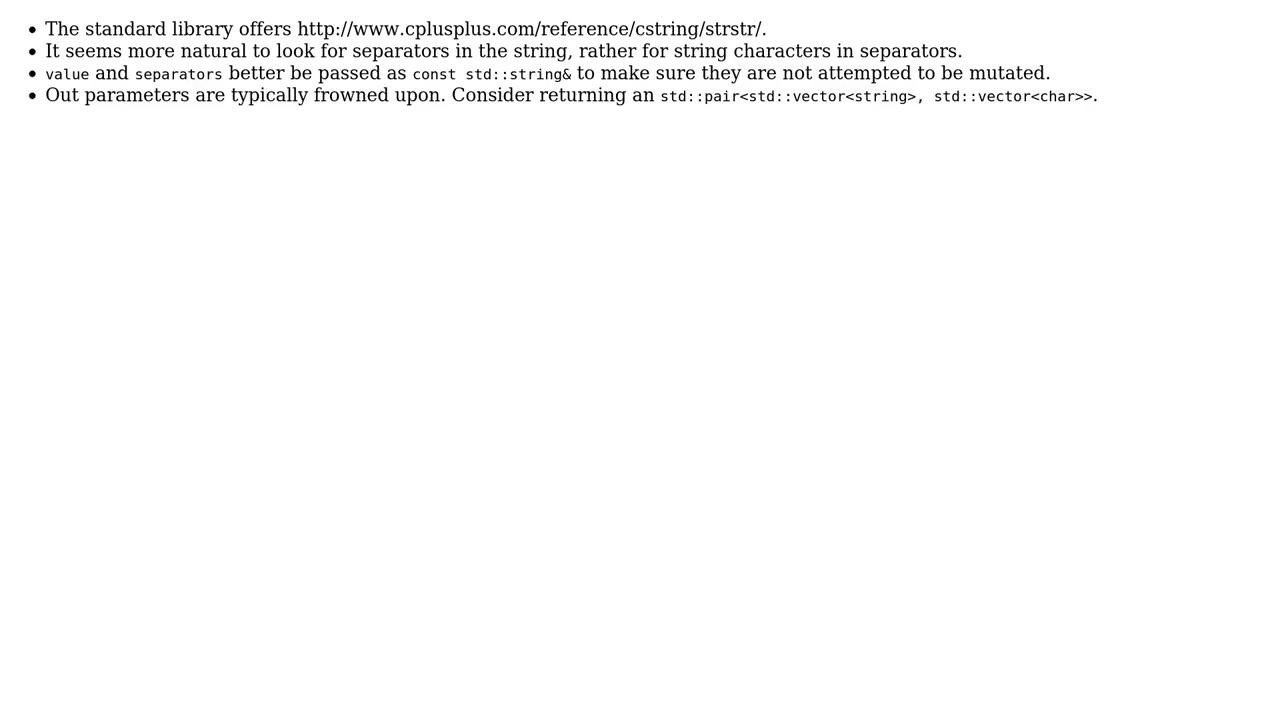 • The standard library offers http://www.cplusplus.com/reference/cstring/strstr/.
• It seems more natural to look for separators in the string, rather for string characters in separators.
• value and separators better be passed as const std::string& to make sure they are not attempted to be mutated.
• Out parameters are typically frowned upon. Consider returning an std::pair<std::vector<string>, std::vector<char>>.